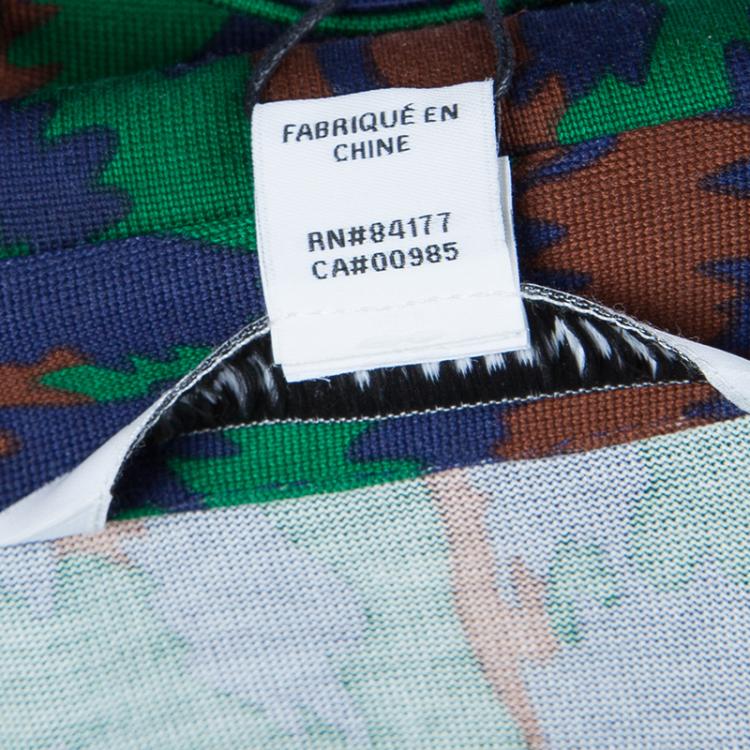 FABRIQUÉ EN
CHINE
RN#84177
CA#00985